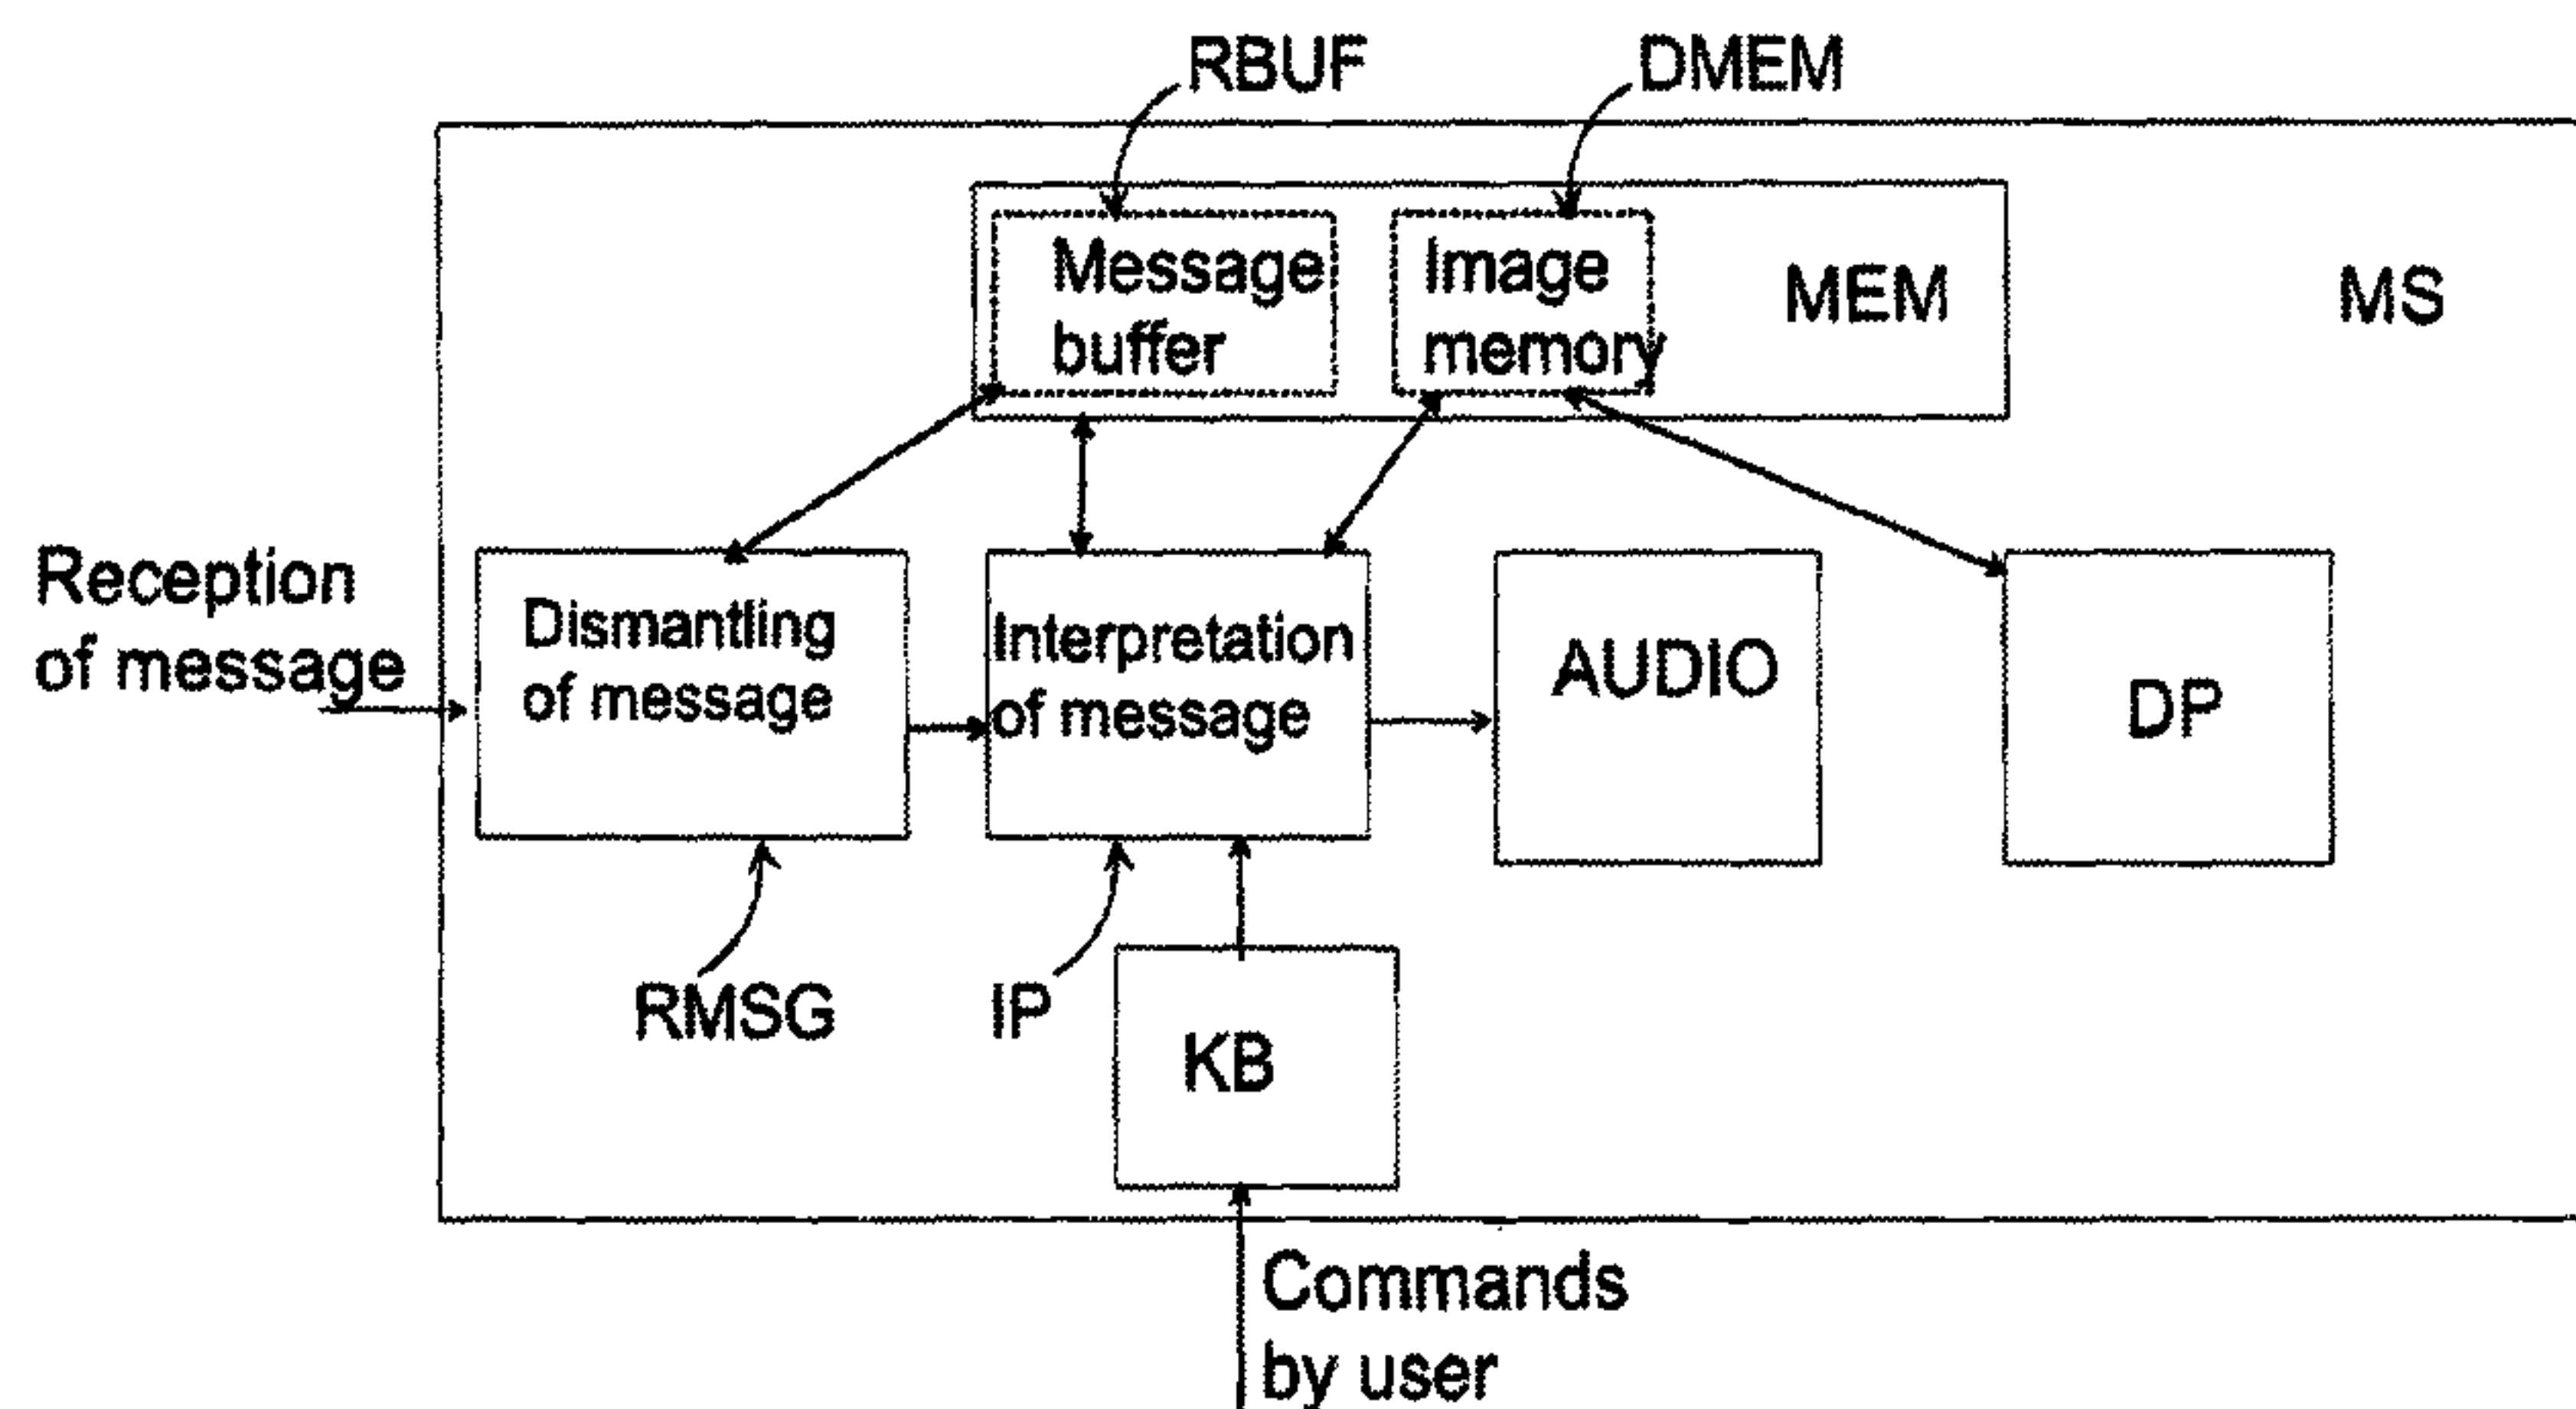 RBUF
DMEM
Message
buffer
Image
memory
MEM
MS
Reception
of message
Dismantling
of message
Interpretation
of message
AUDIO
DP
RMSG
IP
KB
Commands
by user